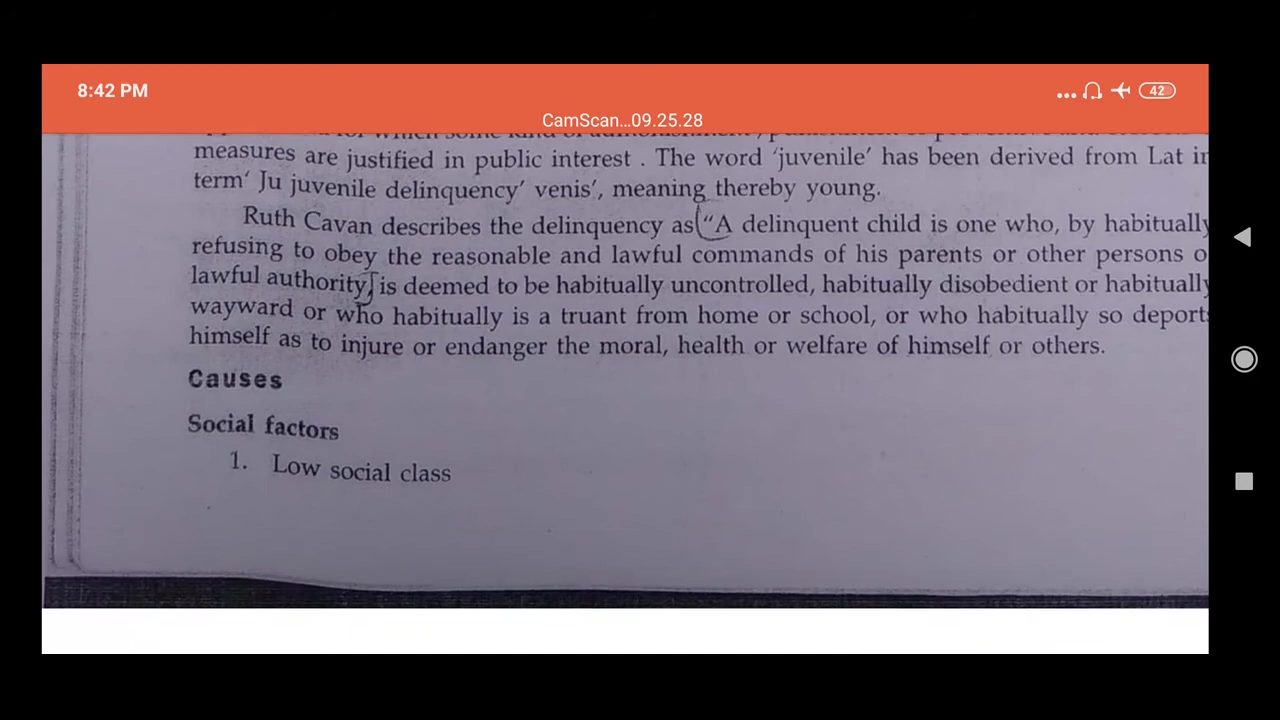 8:42 PM
42
CamScan...09.25.28
measures are justified in public interest . The word 'juvenile' has been derived from Lat in
term' Ju juvenile delinquency' venis', meaning thereby young.
Ruth Cavan describes the delinquency as ("A delinquent child is one who, by habitually
refusing to obey the reasonable and lawful commands of his parents or other persons o
lawful authority, is deemed to be habitually uncontrolled, habitually disobedient or habitually
wayward or who habitually is a truant from home or school, or who habitually so deports
himself as to injure or endanger the moral, health or welfare of himself or others.
Causes
Social factors
1. Low social class